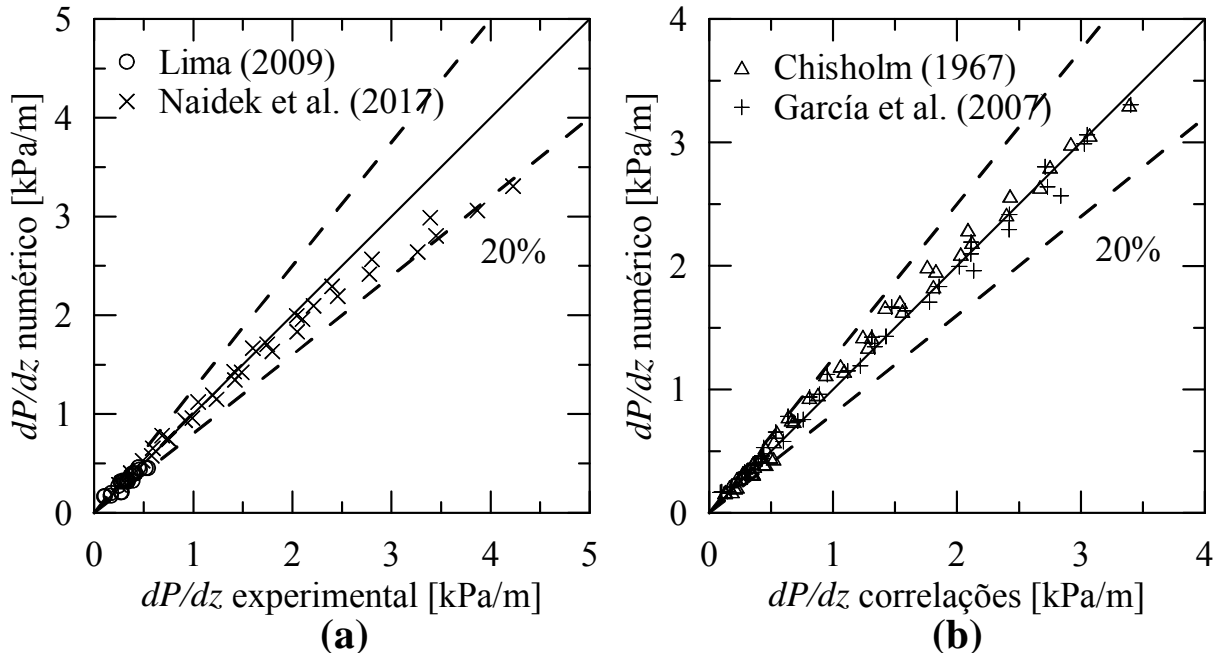 5
4
3
2
1
0
dP/dz numérico [kPa/m]
Lima (2009)
Naidek et al. (2017)
20%
0 1 2 3 4 5
dP/dz experimental [kPa/m]
(a)
4
3
2
1
0
dP/dz numérico [kPa/m]
Chisholm (1967)
García et al. (2007)
20%
0 1 2 3 4
dP/dz correlações [kPa/m]
(b)